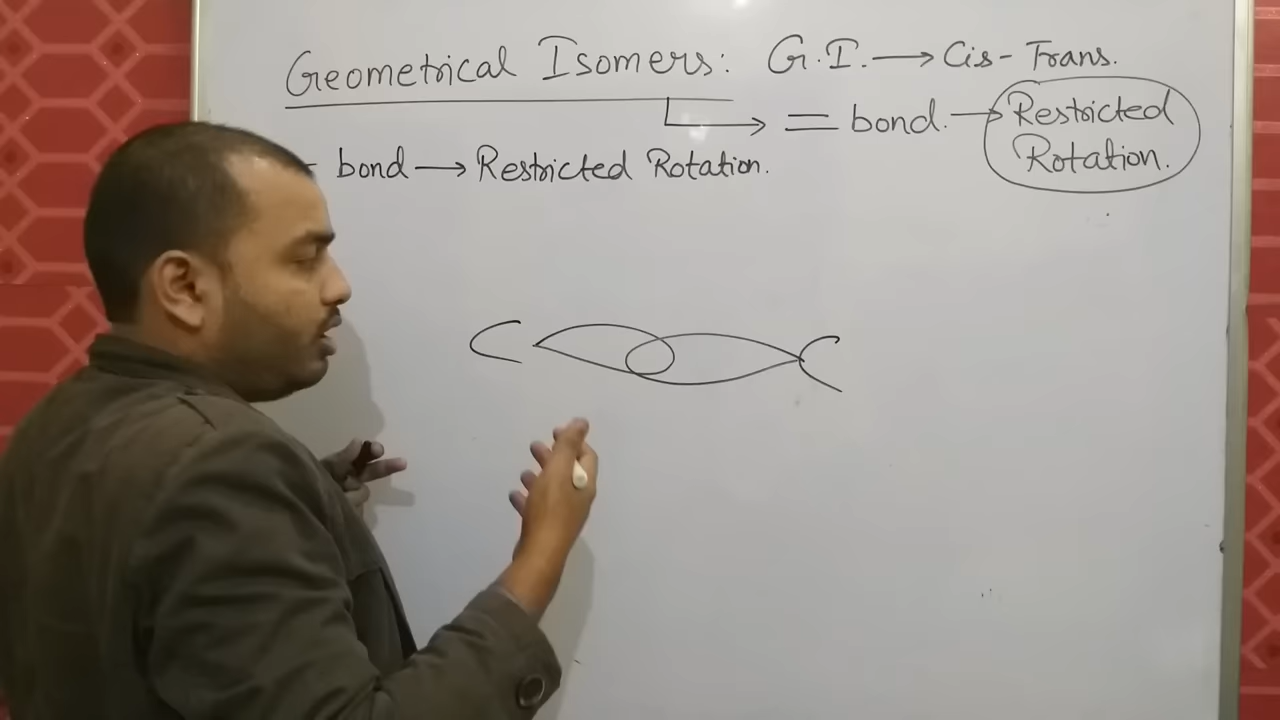 Geometrical Isomers: G.I. → Cis-Trans.
= bond. → Restricted
Rotation.
bond → Restricted Rotation.
C C